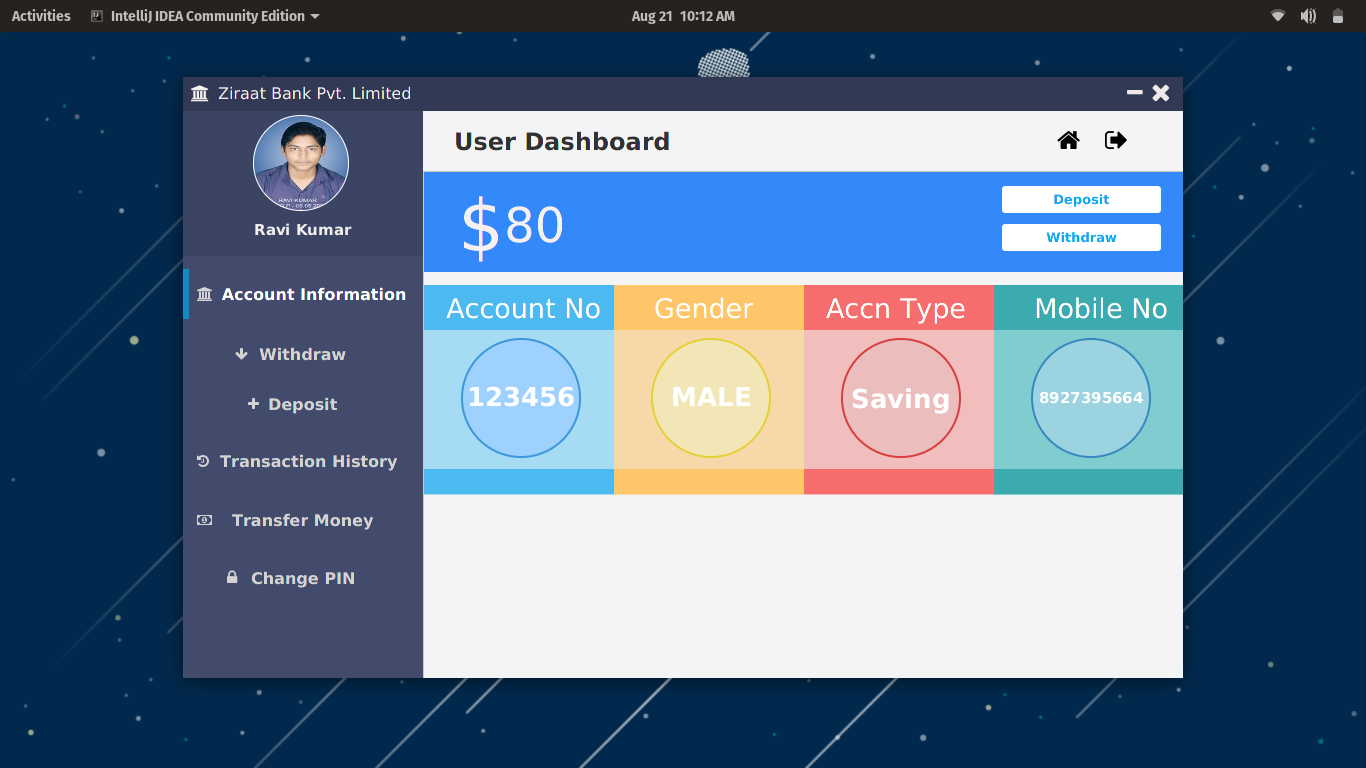 Activities
IntelliJ IDEA Community Edition
Aug 21 10:12 AM
Ziraat Bank Pvt. Limited
RAVI KUMAR
Ravi Kumar
Account Information
Withdraw
Deposit
Transaction History
Transfer Money
Change PIN
User Dashboard
$80
Deposit
Withdraw
Account No
Gender
Accn Type
Mobile No
123456
MALE
Saving
8927395664